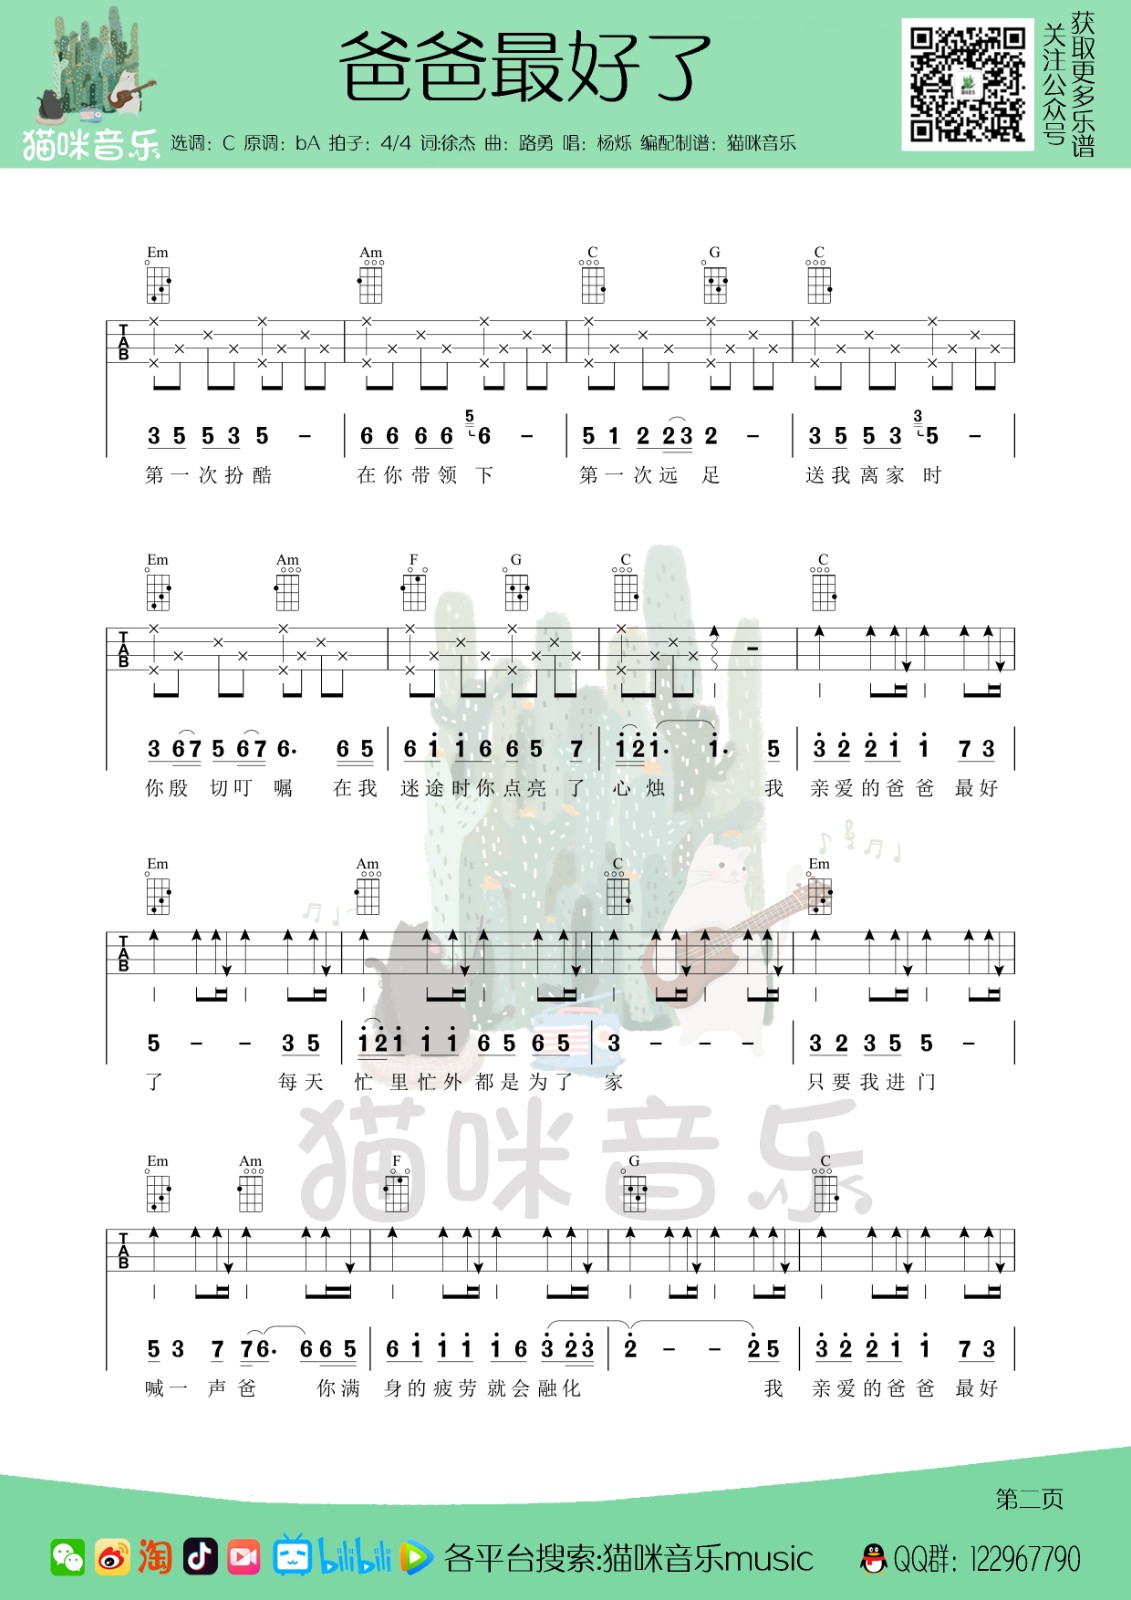 爸爸最好了
猫咪音乐
选调：C 原调：bA 拍子：4/4 词:徐杰 曲：路勇 唱：杨烁 编配制谱：猫咪音乐
获取更多乐谱
关注公众号
Em Am C G C
T
A
B
3 5 5 3 5 – 6 6 6 6 5 6 – 5 1 2 2 3 2 – 3 5 5 3 3 5 –
第一次扮酷 在你带领下 第一次远足 送我离家时
Em Am F G C C
T
A
B
3 6 7 5 6 7 6· 6 5 6 1 1 6 6 5 7 1 2 1· 1· 5 3 2 2 1 1 7 3
你殷切叮嘱 在我 迷途时你点亮了 心烛 我 亲爱的爸爸 最好
Em Am C Em
T
A
B
5 – – 3 5 1 2 1 1 1 6 5 6 5 3 – – – 3 2 3 5 5 –
了 每天 忙里忙外都是为了 家 只要我进门
猫咪音乐
Em Am F G C
T
A
B
5 3 7 7 6· 6 6 5 6 1 1 1 1 6 3 2 3 2 – – 2 5 3 2 2 1 1 7 3
喊一声爸 你满 身的疲劳就会融化 我 亲爱的爸爸 最好
第二页
淘 bilibili 各平台搜索:猫咪音乐music QQ群：122967790